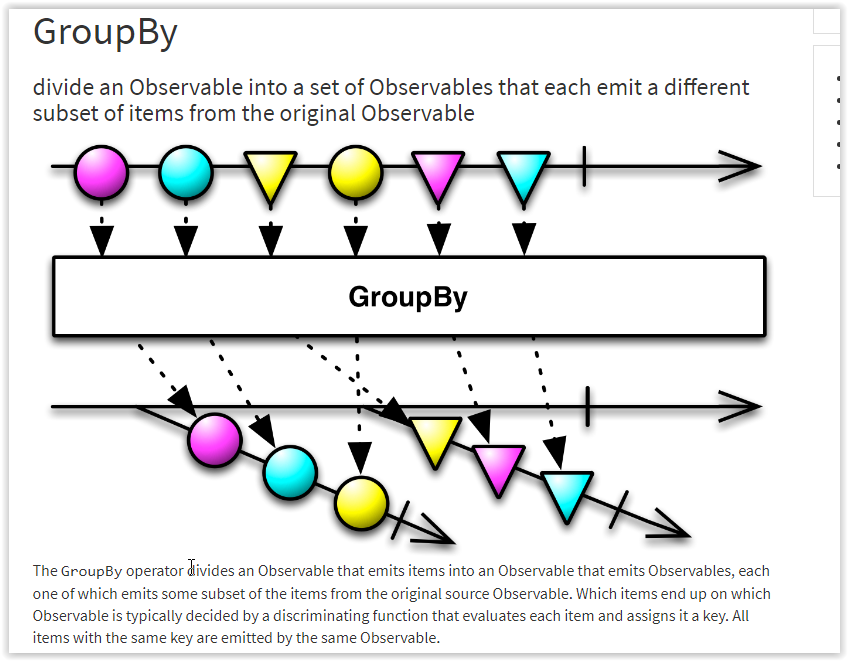 GroupBy
divide an Observable into a set of Observables that each emit a different
subset of items from the original Observable
GroupBy
The GroupBy operator divides an Observable that emits items into an Observable that emits Observables, each
one of which emits some subset of the items from the original source Observable. Which items end up on which
Observable is typically decided by a discriminating function that evaluates each item and assigns it a key. All
items with the same key are emitted by the same Observable.